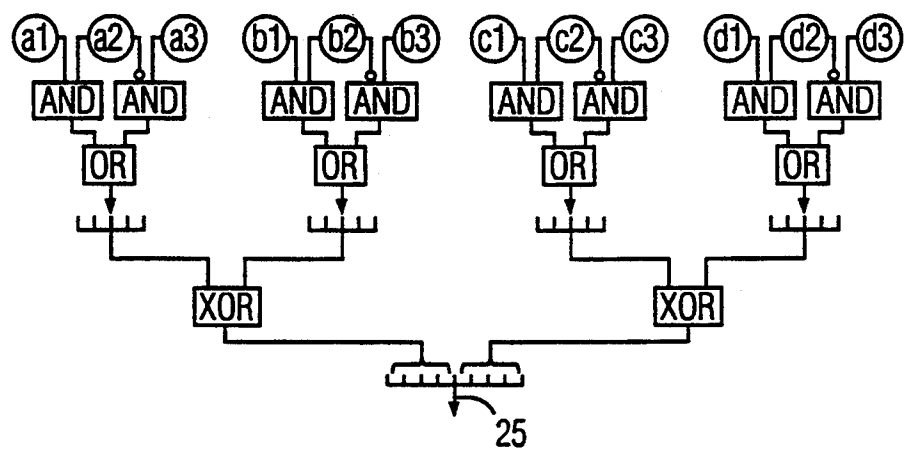 a1 a2 a3 b1 b2 b3 c1 c2 c3 d1 d2 d3
AND AND AND AND AND AND AND AND
OR OR OR OR
XOR XOR
25